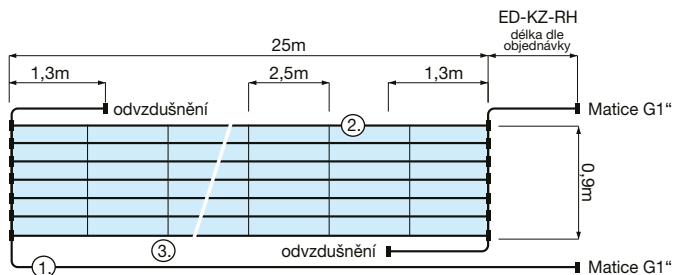 ED-KZ-RH
délka dle
objednávky
25m
1,3m
2,5m
1,3m
odvzdušnění
Matice G1“
2.
0,9m
3.
odvzdušnění
1.
Matice G1“